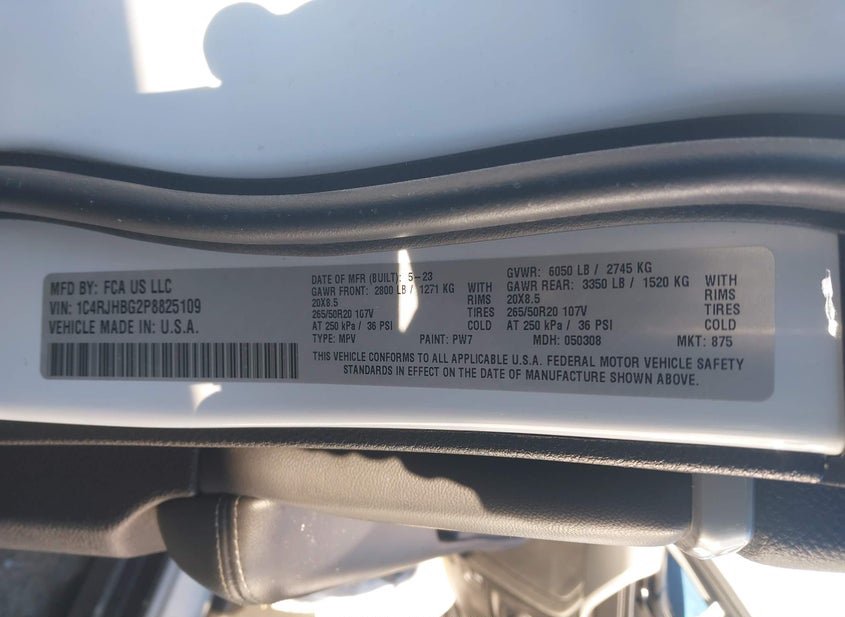 MFD BY: FCA US LLC
VIN: 1C4RJHBG2P8825109
VEHICLE MADE IN: U.S.A.
DATE OF MFR (BUILT): 5-23
GAWR FRONT: 2800 LB / 1271 KG WITH
20X8.5 RIMS
265/50R20 107V TIRES
AT 250 kPa / 36 PSI COLD
TYPE: MPV PAINT: PW7
GVWR: 6050 LB / 2745 KG
GAWR REAR: 3350 LB / 1520 KG WITH
20X8.5 RIMS
265/50R20 107V TIRES
AT 250 kPa / 36 PSI COLD
MDH: 050308 MKT: 875
THIS VEHICLE CONFORMS TO ALL APPLICABLE U.S.A. FEDERAL MOTOR VEHICLE SAFETY
STANDARDS IN EFFECT ON THE DATE OF MANUFACTURE SHOWN ABOVE.